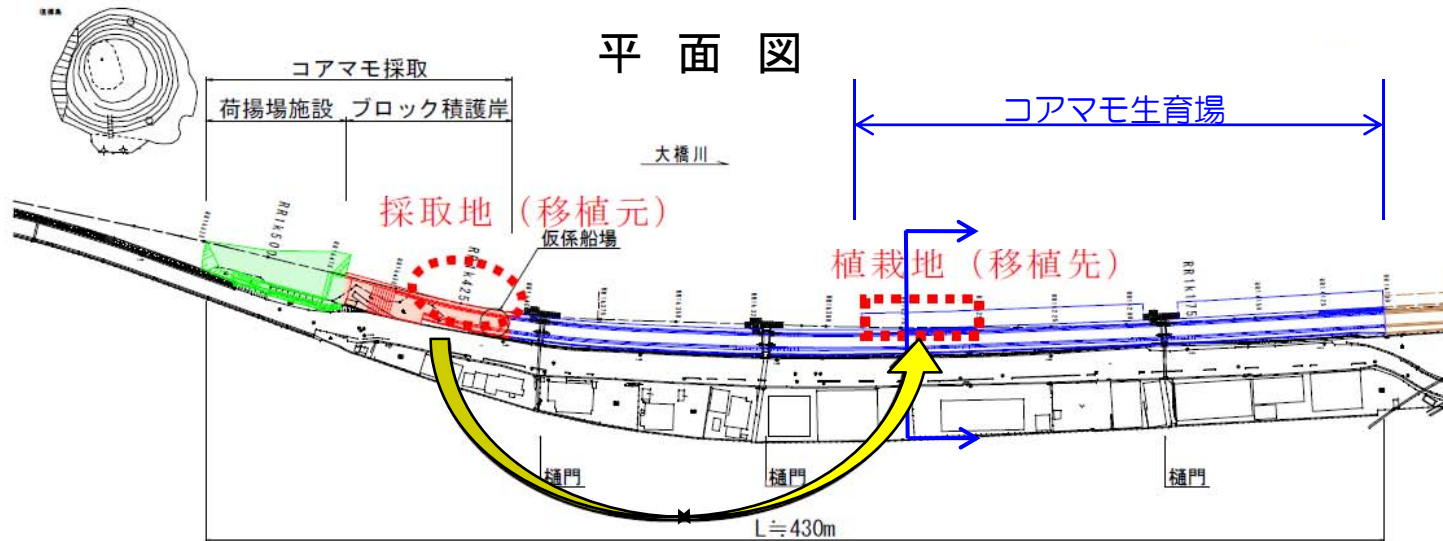 平面図
コアマモ採取
荷揚場施設 ブロック積護岸
コアマモ生育場
大橋川
採取地（移植元）
仮係船場
植栽地（移植先）
RR1k500
RR1k175
樋門
樋門
樋門
L≒430m